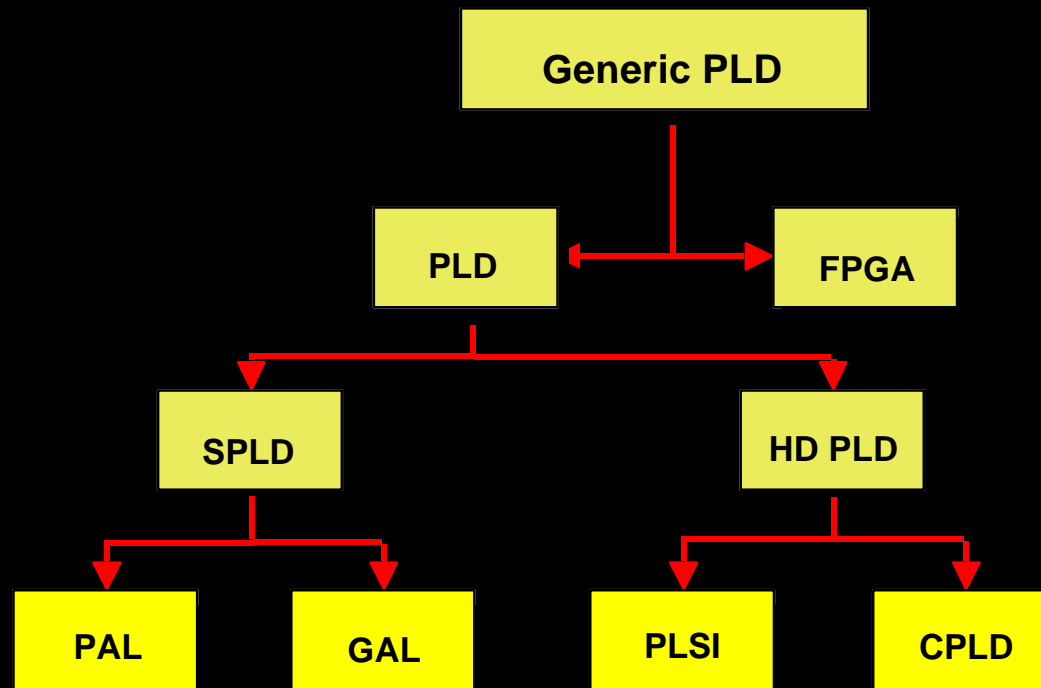 Generic PLD
PLD
FPGA
SPLD
HD PLD
PAL
GAL
PLSI
CPLD